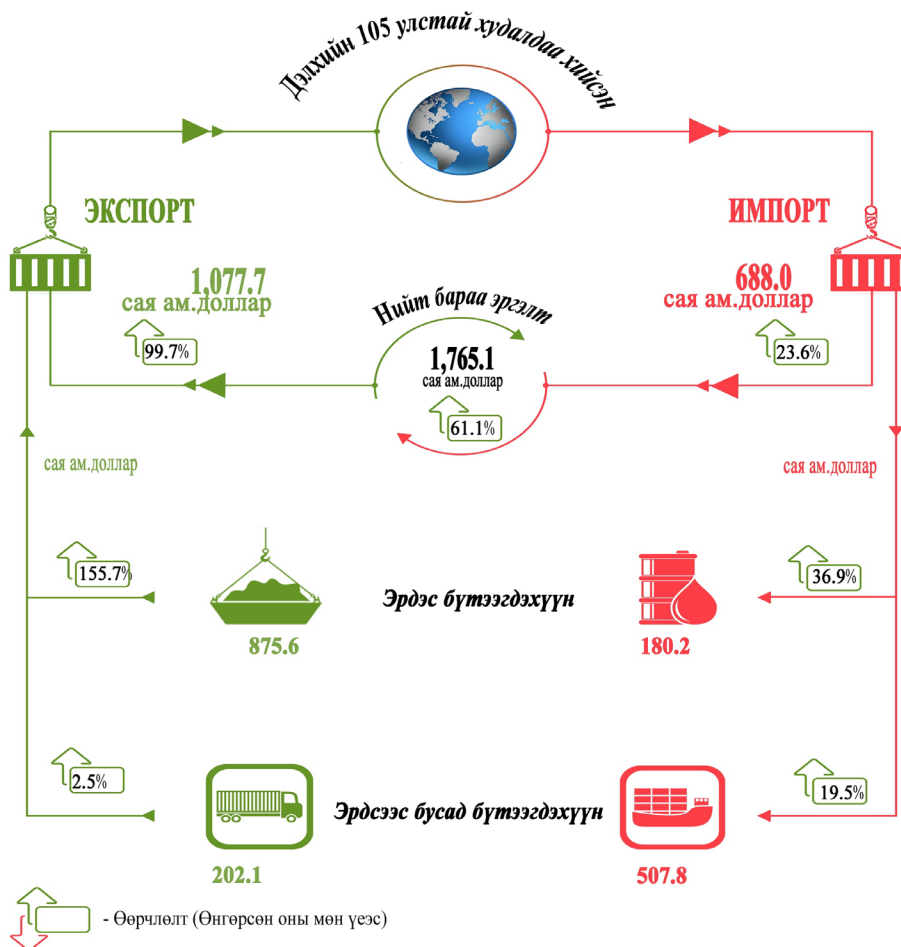 Дэлхийн 105 улстай худалдаа хийсэн
ЭКСПОРТ
ИМПОРТ
1,077.7
сая ам.доллар
99.7%
688.0
сая ам.доллар
23.6%
Нийт бараа эргэлт
1,765.1
сая ам.доллар
61.1%
сая ам.доллар
сая ам.доллар
155.7%
875.6
Эрдэс бүтээгдэхүүн
36.9%
180.2
2.5%
202.1
Эрдсээс бусад бүтээгдэхүүн
19.5%
507.8
- Өөрчлөлт (Өнгөрсөн оны мөн үеэс)